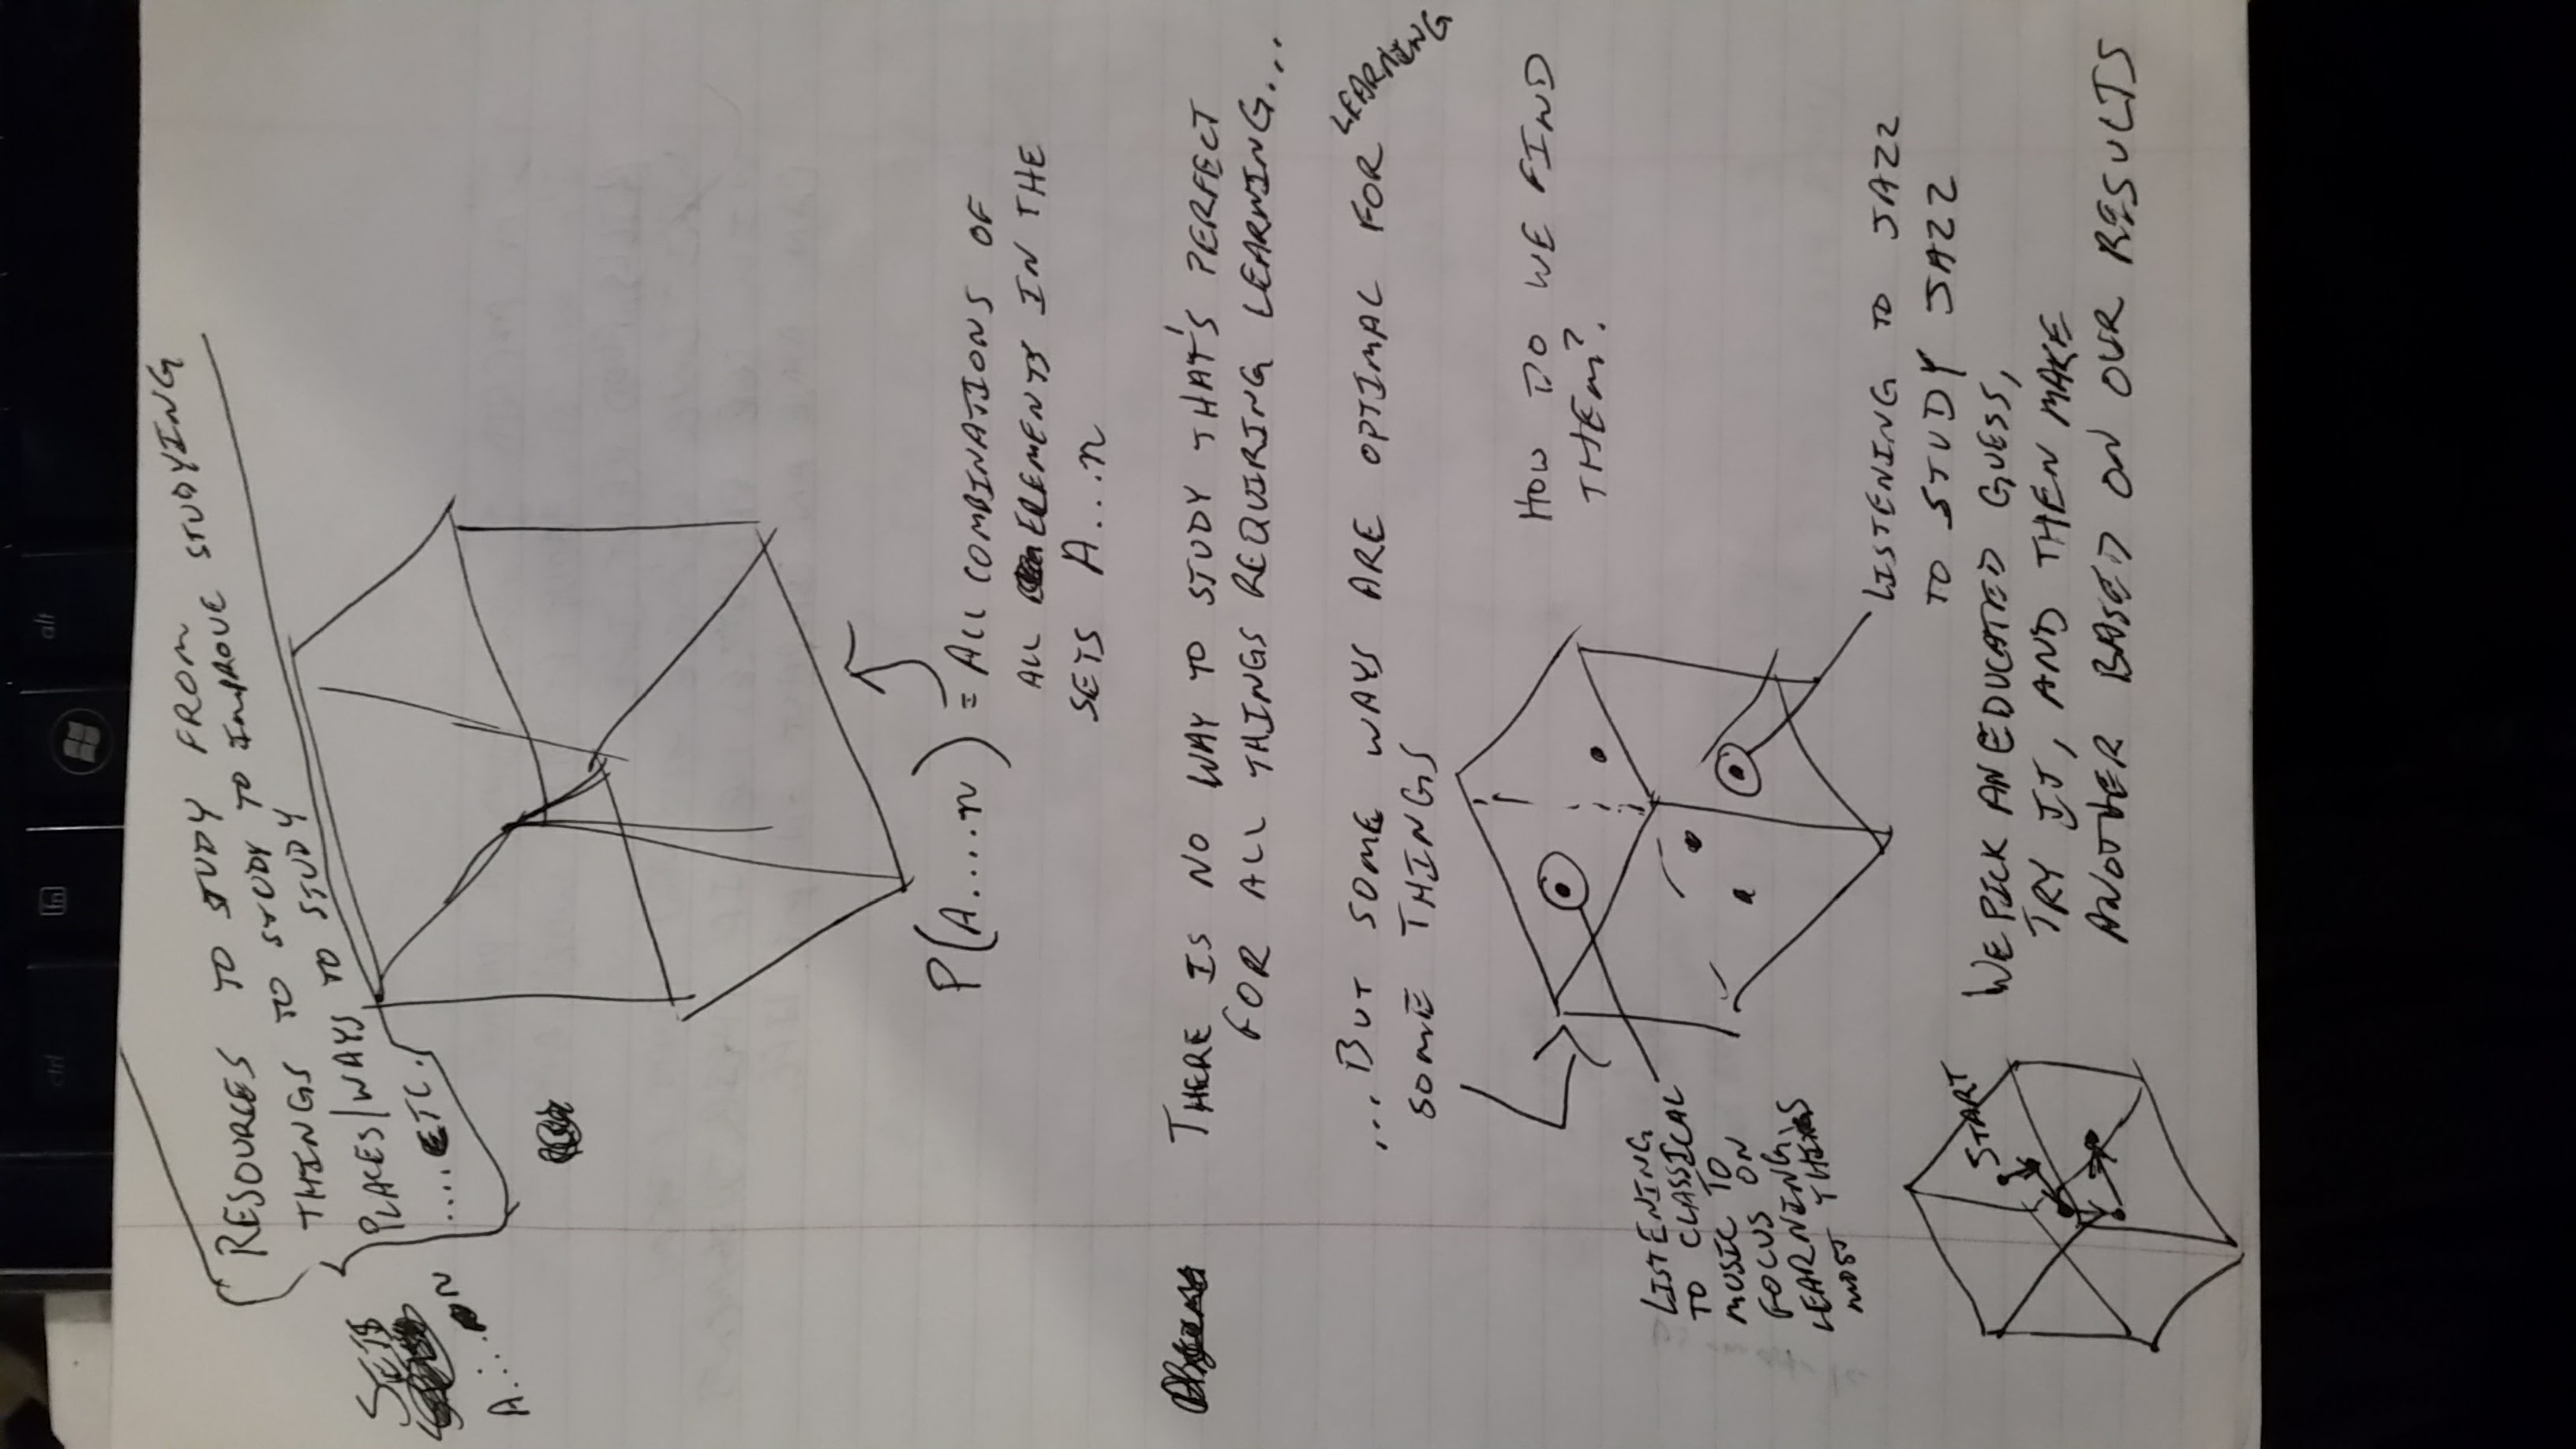 ctrl
fn
alt
RESOURCES TO STUDY FROM
THINGS TO STUDY TO IMPROVE STUDYING
PLACES/WAYS TO STUDY
....ETC.
SETS
A....N
P(A....n) = ALL COMBINATIONS OF
ALL ELEMENTS IN THE
SETS A...n
THERE IS NO WAY TO STUDY THAT'S PERFECT
FOR ALL THINGS REQUIRING LEARNING...
...BUT SOME WAYS ARE OPTIMAL FOR LEARNING
SOME THINGS
HOW DO WE FIND
THEM?
LISTENING
TO CLASSICAL
MUSIC TO
FOCUS ON
LEARNING
MOST THINGS
LISTENING TO JAZZ
TO STUDY JAZZ
START
WE PICK AN EDUCATED GUESS,
TRY IT, AND THEN MAKE
ANOTHER BASED ON OUR RESULTS